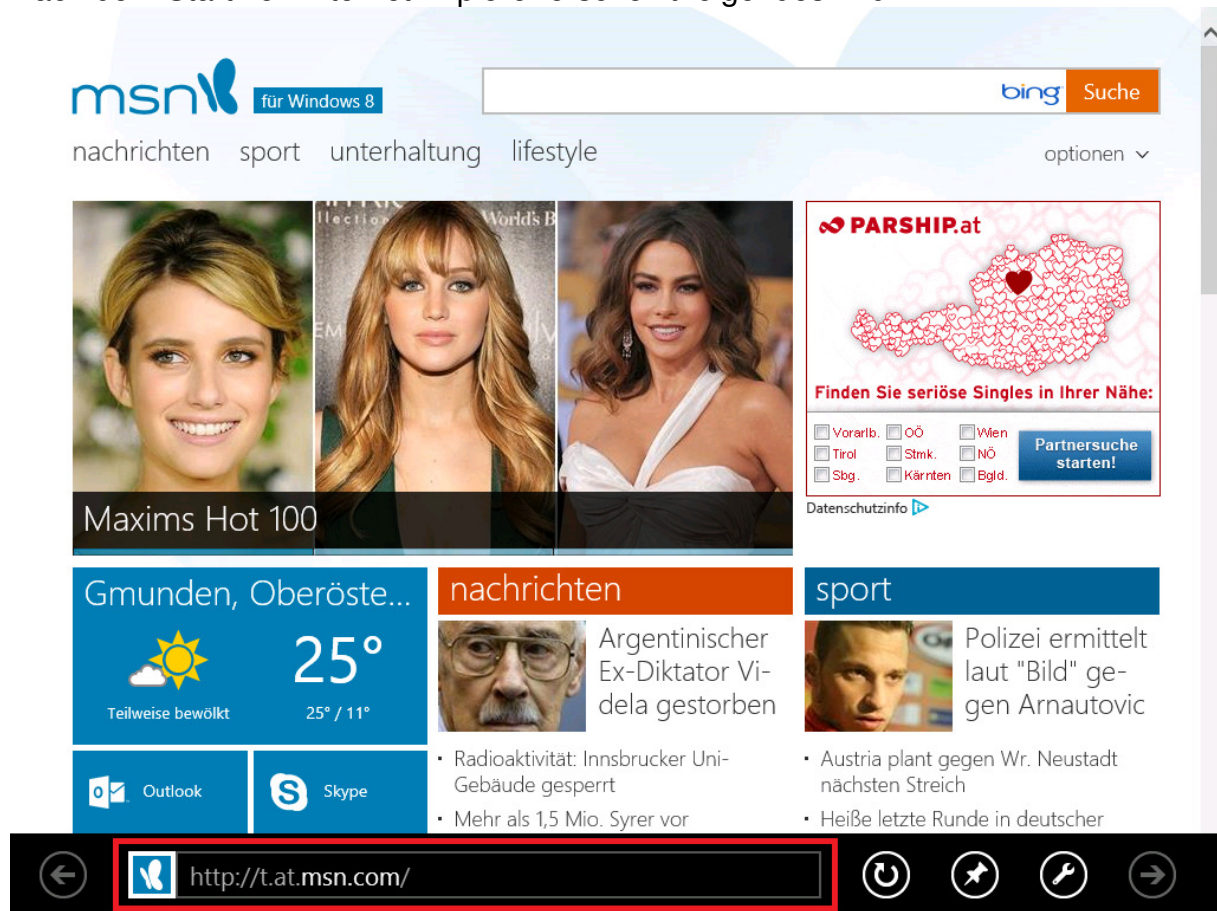 msn für Windows 8
bing Suche
nachrichten sport unterhaltung lifestyle
optionen
World's B
Maxims Hot 100
PARSHIP.at
Finden Sie seriöse Singles in Ihrer Nähe:
Vorarlb. OÖ Wien
Tirol Stmk. NÖ
Sbg. Kärnten Bgld.
Partnersuche
starten!
Datenschutzinfo
Gmunden, Oberöste...
25°
Teilweise bewölkt
25° / 11°
Outlook
Skype
nachrichten
Argentinischer
Ex-Diktator Vi-
dela gestorben
· Radioaktivität: Innsbrucker Uni-
Gebäude gesperrt
· Mehr als 1,5 Mio. Syrer vor
sport
Polizei ermittelt
laut "Bild" ge-
gen Arnautovic
· Austria plant gegen Wr. Neustadt
nächsten Streich
· Heiße letzte Runde in deutscher
http://t.at.msn.com/